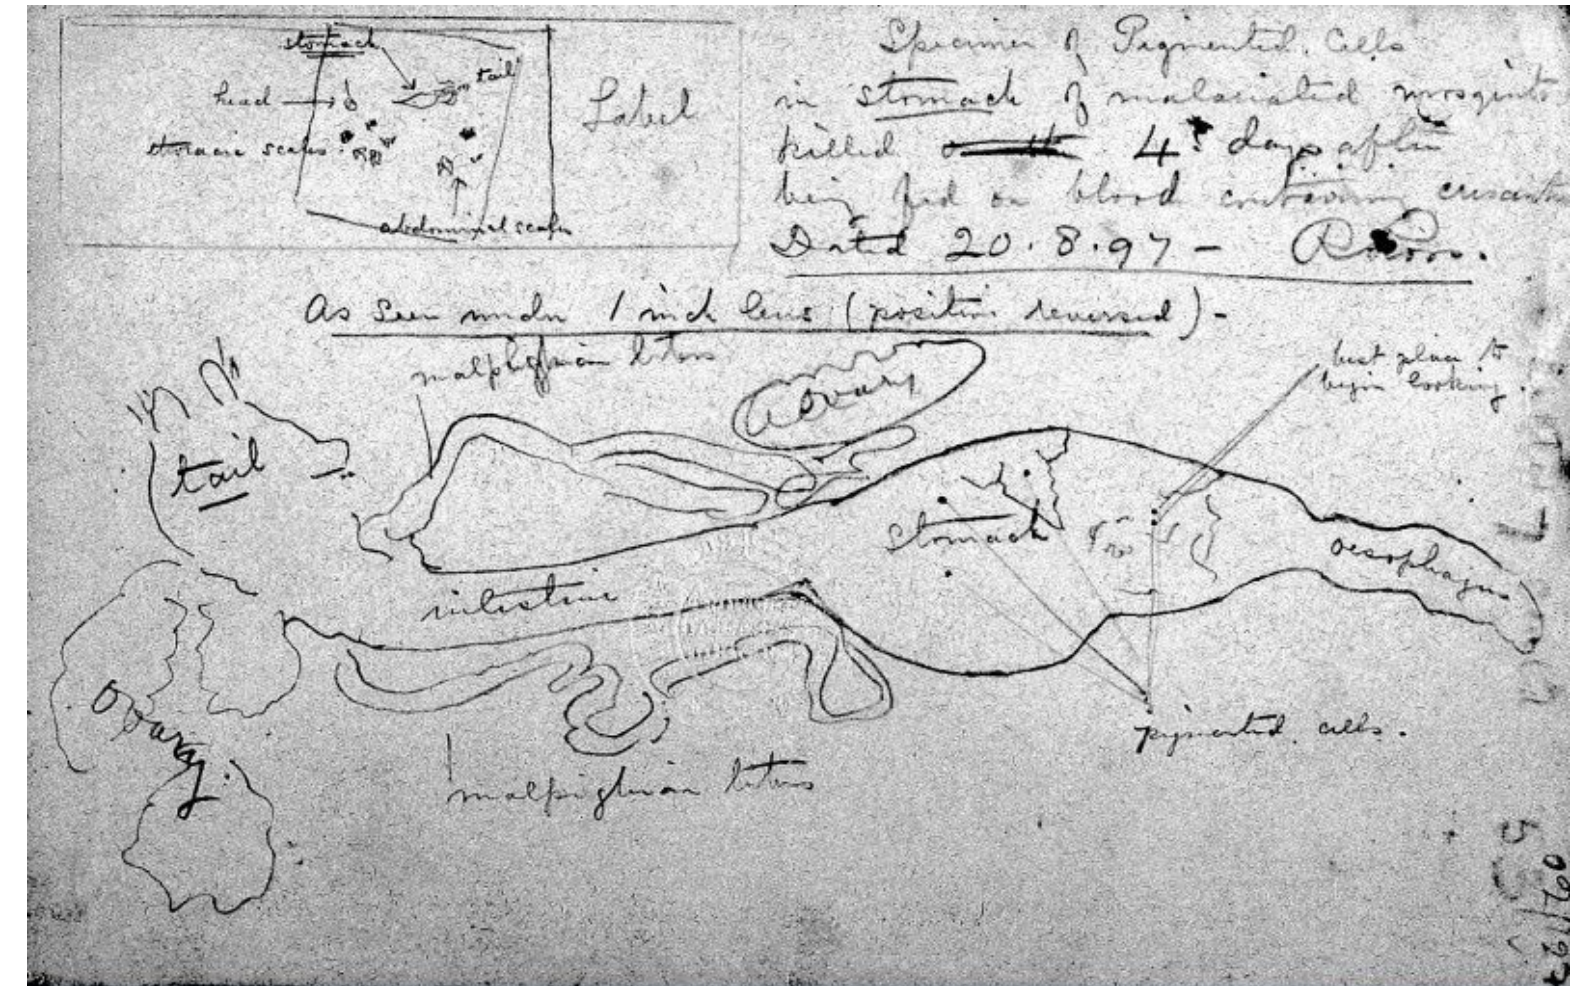 stomach
tail
head
thoracic scales
abdominal scales
Label
Specimen of Pigmented. Cells
in stomach of malariated mosquito
killed 4 days after
being fed on blood containing crescents
Dated 20.8.97 - R. Ross.
As seen under 1 inch lens (position reversed) -
malpighian tubes
ovary
best place to
begin looking.
tail
stomach
oesophagus
intestine
ovary
pigmented cells.
malpighian tubes